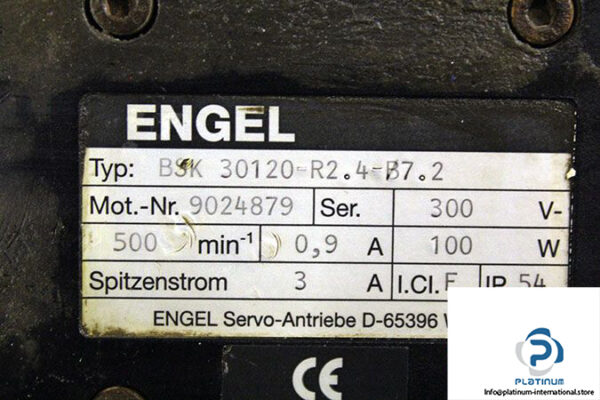 ENGEL
Typ: BSK 30120-R2.4-B7.2
Mot.-Nr. 9024879 Ser. 300 V-
500 min-1 0,9 A 100 W
Spitzenstrom 3 A I.Cl. F IP 54
ENGEL Servo-Antriebe D-65396
CE
PLATINUM
Info@platinum-international.store